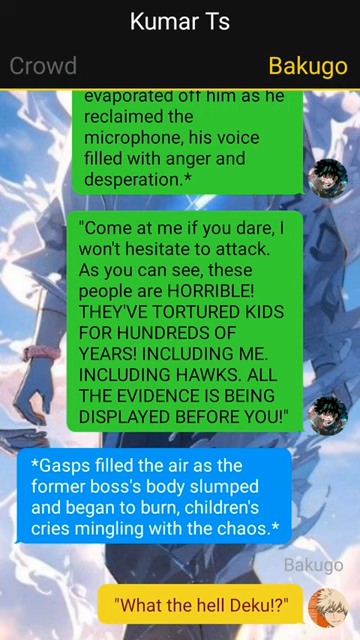 Kumar Ts
Crowd
Bakugo
evaporated off him as he
reclaimed the
microphone, his voice
filled with anger and
desperation.*
"Come at me if you dare, I
won't hesitate to attack.
As you can see, these
people are HORRIBLE!
THEY'VE TORTURED KIDS
FOR HUNDREDS OF
YEARS! INCLUDING ME.
INCLUDING HAWKS. ALL
THE EVIDENCE IS BEING
DISPLAYED BEFORE YOU!"
*Gasps filled the air as the
former boss's body slumped
and began to burn, children's
cries mingling with the chaos.*
Bakugo
"What the hell Deku!?"